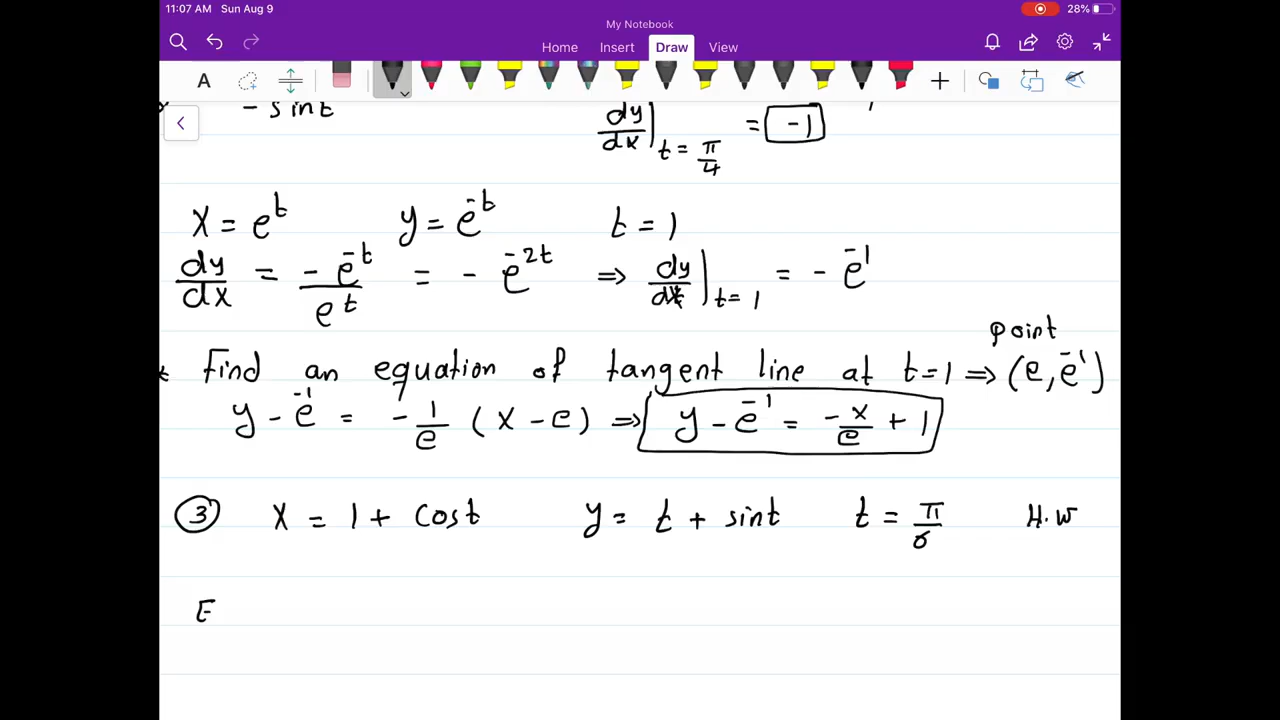 11:07 AM Sun Aug 9 28%
My Notebook
Home Insert Draw View
- sint
dy/dx | t = π/4 = -1
x = e^t y = e^-t t = 1
dy/dx = -e^-t / e^t = - e^-2t ⇒ dy/dx | t=1 = - e^-1
point
Find an equation of tangent line at t=1 ⇒ (e, e^-1)
y - e^-1 = - 1/e (x - e) ⇒ y - e^-1 = -x/e + 1
③ x = 1 + cost y = t + sint t = π/6 H.W
E